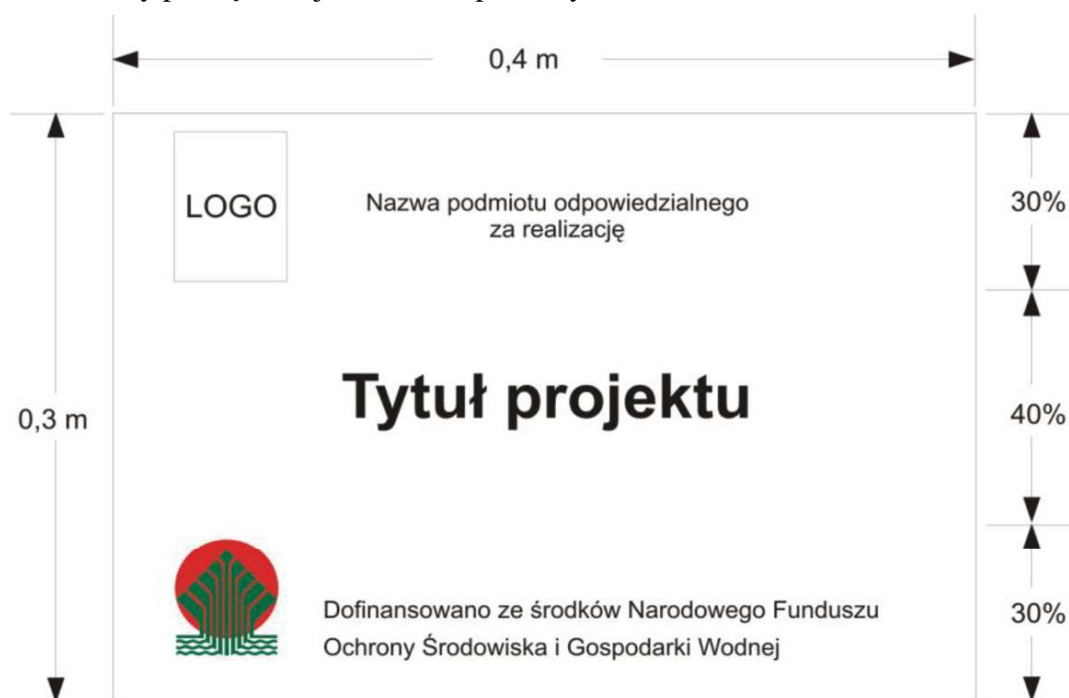 0,4 m
LOGO
Nazwa podmiotu odpowiedzialnego
za realizację
30%
Tytuł projektu
0,3 m
40%
Dofinansowano ze środków Narodowego Funduszu
Ochrony Środowiska i Gospodarki Wodnej
30%